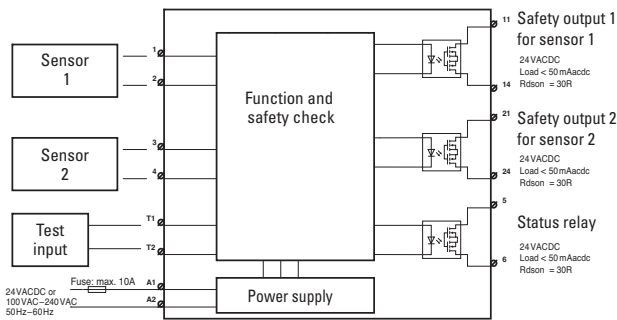 Sensor
1
1
2
Sensor
2
3
4
Test
input
T1
T2
Fuse: max. 10A
A1
A2
24VACDC or
100VAC–240VAC
50Hz–60Hz
Function and
safety check
Power supply
11
14
Safety output 1
for sensor 1
24VACDC
Load < 50mAacdc
Rdson = 30R
21
24
Safety output 2
for sensor 2
24VACDC
Load < 50mAacdc
Rdson = 30R
5
6
Status relay
24VACDC
Load < 50mAacdc
Rdson = 30R